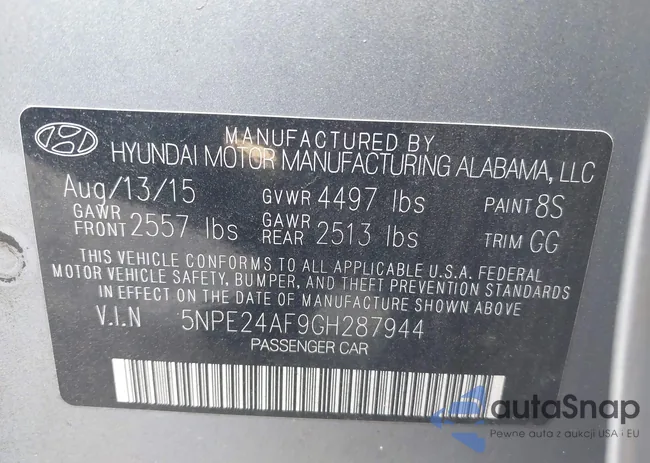 MANUFACTURED BY
HYUNDAI MOTOR MANUFACTURING ALABAMA, LLC
Aug/13/15 GVWR 4497 lbs PAINT 8S
GAWR FRONT 2557 lbs GAWR REAR 2513 lbs TRIM GG
THIS VEHICLE CONFORMS TO ALL APPLICABLE U.S.A. FEDERAL
MOTOR VEHICLE SAFETY, BUMPER, AND THEFT PREVENTION STANDARDS
IN EFFECT ON THE DATE OF MANUFACTURE SHOWN ABOVE
V.I.N 5NPE24AF9GH287944
PASSENGER CAR
autaSnap
Pewne auta z aukcji USA i EU